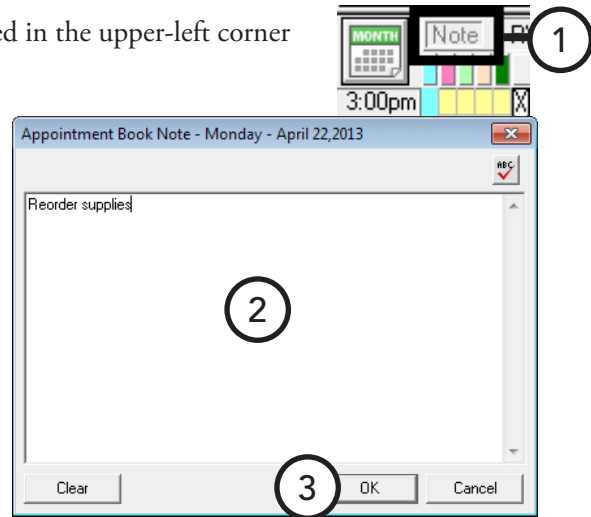 ed in the upper-left corner
MONTH
Note
1
3:00pm
X
Appointment Book Note - Monday - April 22,2013
ABC
Reorder supplies
2
Clear
3
OK
Cancel